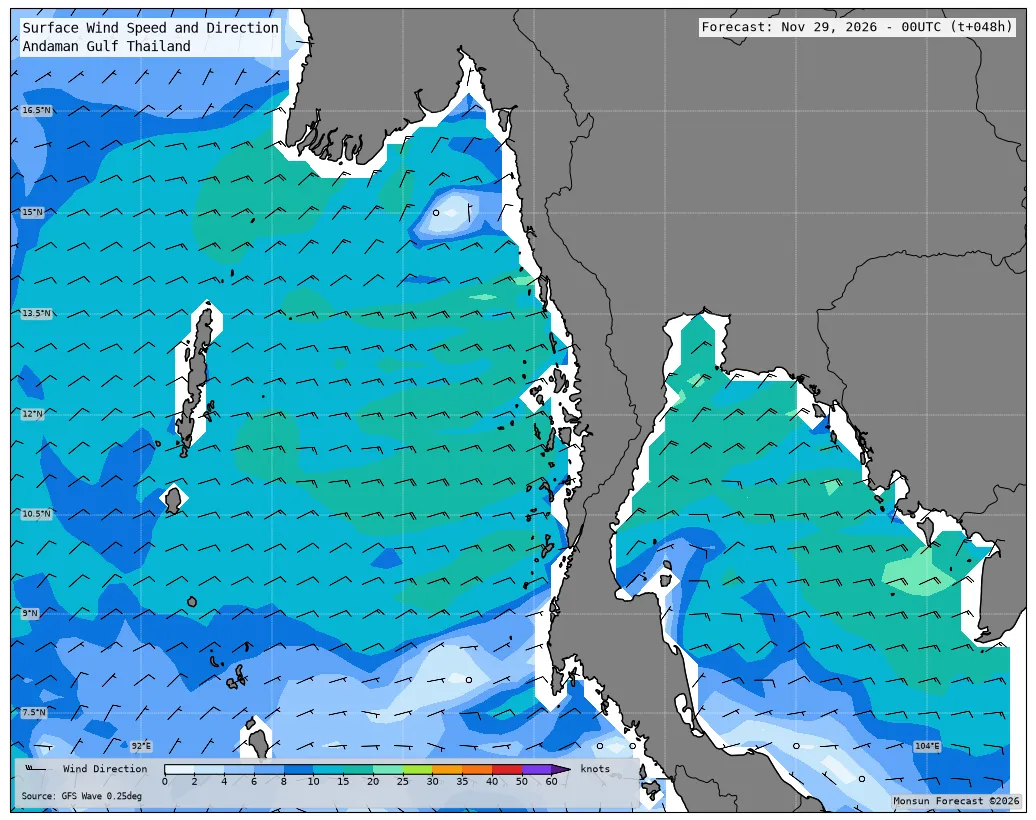 Surface Wind Speed and Direction
Andaman Gulf Thailand
Forecast: Nov 29, 2026 - 00UTC (t+048h)
16.5°N
15°N
13.5°N
12°N
10.5°N
9°N
7.5°N
92°E
104°E
Wind Direction
knots
0 2 4 6 8 10 15 20 25 30 35 40 50 60
Source: GFS Wave 0.25deg
Monsun Forecast ©2026